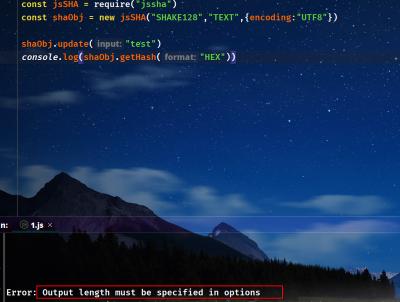 const jsSHA = require("jssha")
const shaObj = new jsSHA("SHAKE128","TEXT",{encoding:"UTF8"})
shaObj.update( input: "test")
console.log(shaObj.getHash( format: "HEX"))
n: 1.js ×
Error: Output length must be specified in options